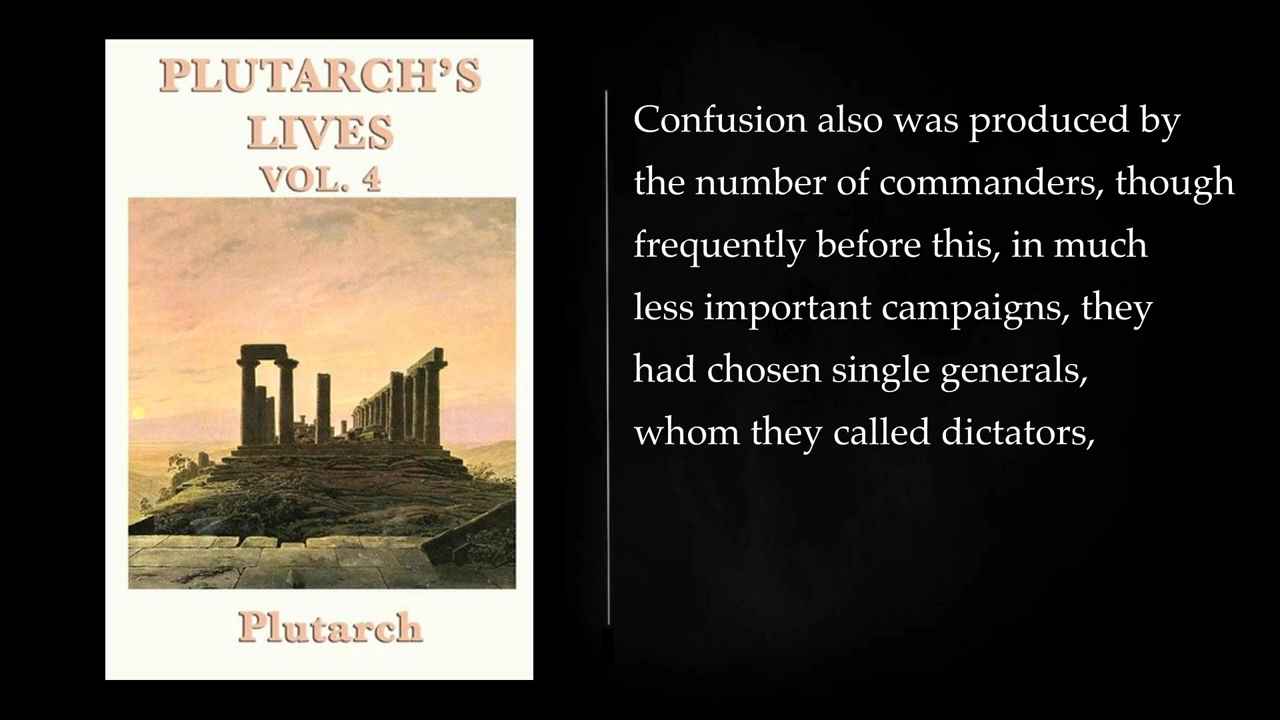 PLUTARCH'S
LIVES
VOL. 4
Plutarch
Confusion also was produced by
the number of commanders, though
frequently before this, in much
less important campaigns, they
had chosen single generals,
whom they called dictators,